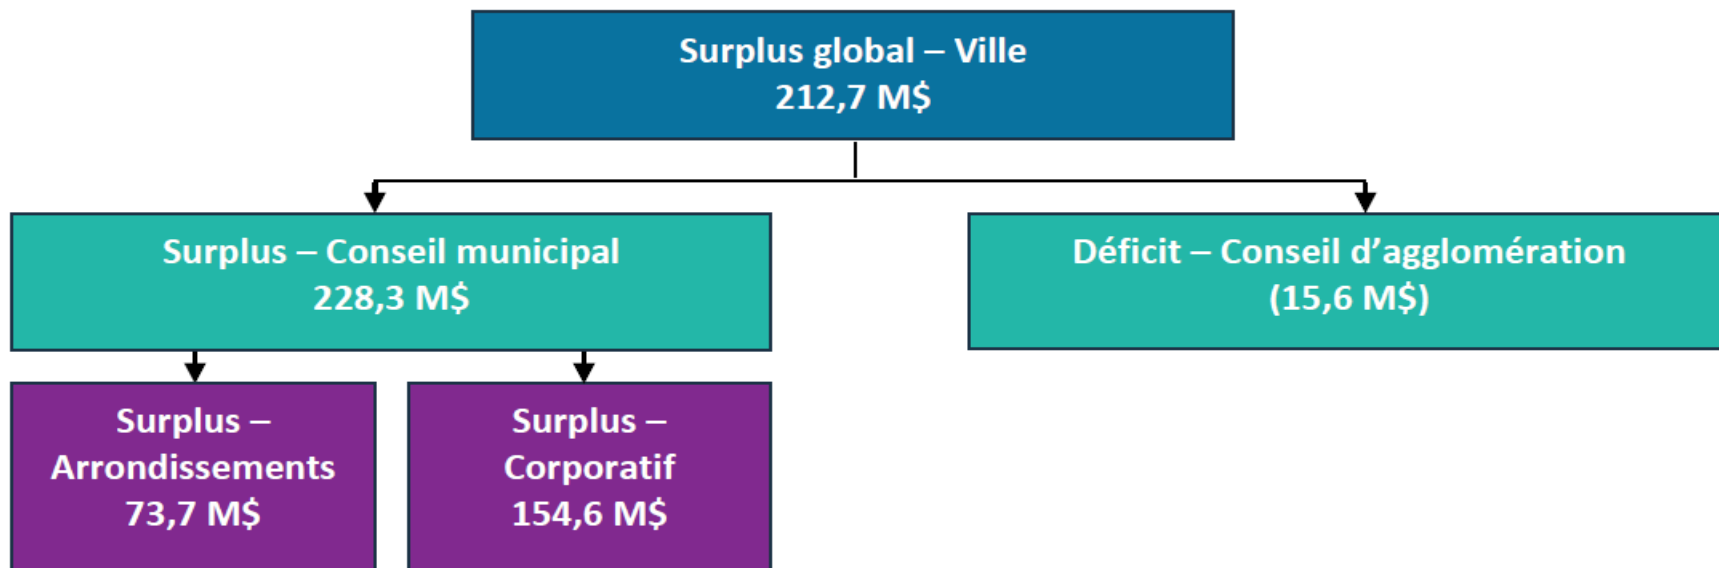 Surplus global – Ville
212,7 M$
Surplus – Conseil municipal
228,3 M$
Déficit – Conseil d’agglomération
(15,6 M$)
Surplus –
Arrondissements
73,7 M$
Surplus –
Corporatif
154,6 M$